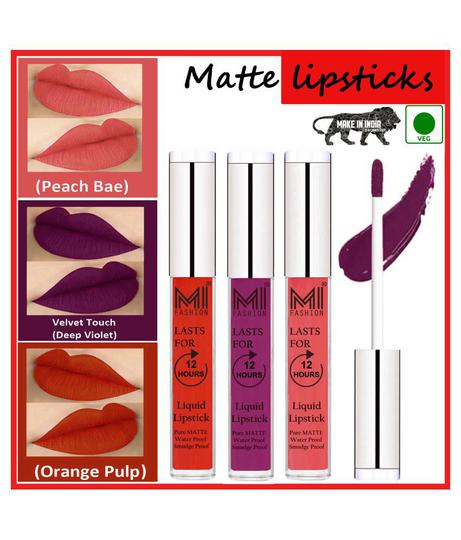 Matte lipsticks
MAKE IN INDIA
VEG
(Peach Bae)
Velvet Touch
(Deep Violet)
(Orange Pulp)
MI®
FASHION
LASTS
FOR
12
HOURS
Liquid
Lipstick
Pure MATTE
Water Proof
Smudge Proof
MI®
FASHION
LASTS
FOR
12
HOURS
Liquid
Lipstick
Pure MATTE
Water Proof
Smudge Proof
MI®
FASHION
LASTS
FOR
12
HOURS
Liquid
Lipstick
Pure MATTE
Water Proof
Smudge Proof